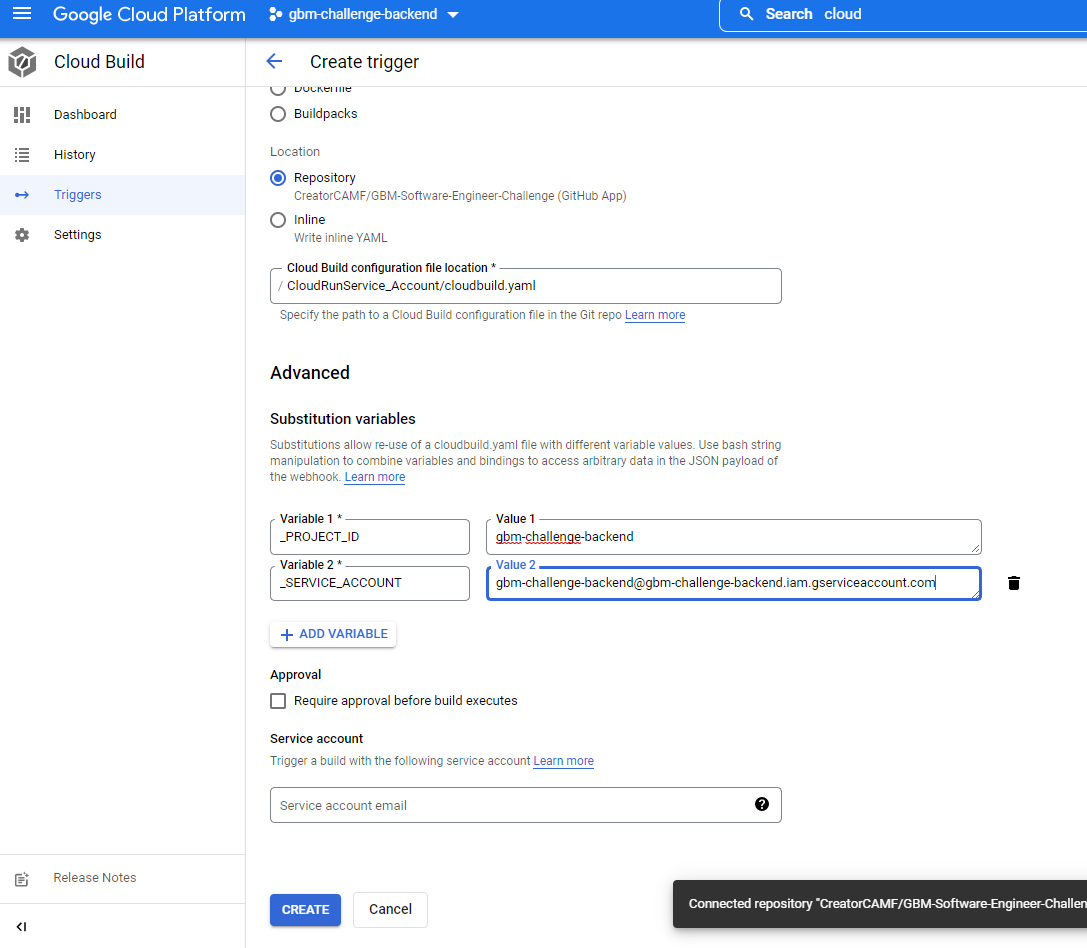 Google Cloud Platform
gbm-challenge-backend
Search cloud
Cloud Build
Create trigger
Dashboard
History
Triggers
Settings
Dockerfile
Buildpacks
Location
Repository
CreatorCAMF/GBM-Software-Engineer-Challenge (GitHub App)
Inline
Write inline YAML
Cloud Build configuration file location *
/ CloudRunService_Account/cloudbuild.yaml
Specify the path to a Cloud Build configuration file in the Git repo Learn more
Advanced
Substitution variables
Substitutions allow re-use of a cloudbuild.yaml file with different variable values. Use bash string
manipulation to combine variables and bindings to access arbitrary data in the JSON payload of
the webhook. Learn more
Variable 1 *
_PROJECT_ID
Value 1
gbm-challenge-backend
Variable 2 *
_SERVICE_ACCOUNT
Value 2
gbm-challenge-backend@gbm-challenge-backend.iam.gserviceaccount.com
+ ADD VARIABLE
Approval
Require approval before build executes
Service account
Trigger a build with the following service account Learn more
Service account email
?
CREATE
Cancel
Release Notes
Connected repository "CreatorCAMF/GBM-Software-Engineer-Challen